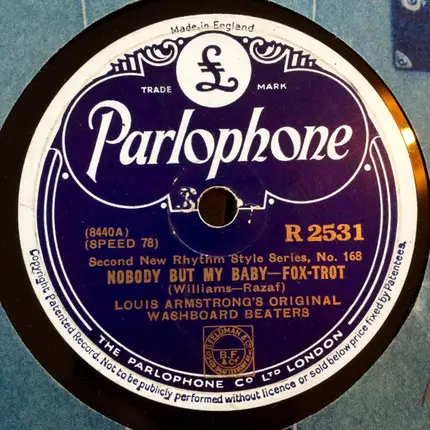 Made in England
£
TRADE MARK
Parlophone
(8440A)
(SPEED 78)
R 2531
Second New Rhythm Style Series, No. 168
NOBODY BUT MY BABY—FOX-TROT
(Williams—Razaf)
LOUIS ARMSTRONG'S ORIGINAL
WASHBOARD BEATERS
B.F.
& Co
THE PARLOPHONE CO LTD LONDON
Copyright Patented Record. Not to be publicly performed without licence or sold below price fixed by Patentees.